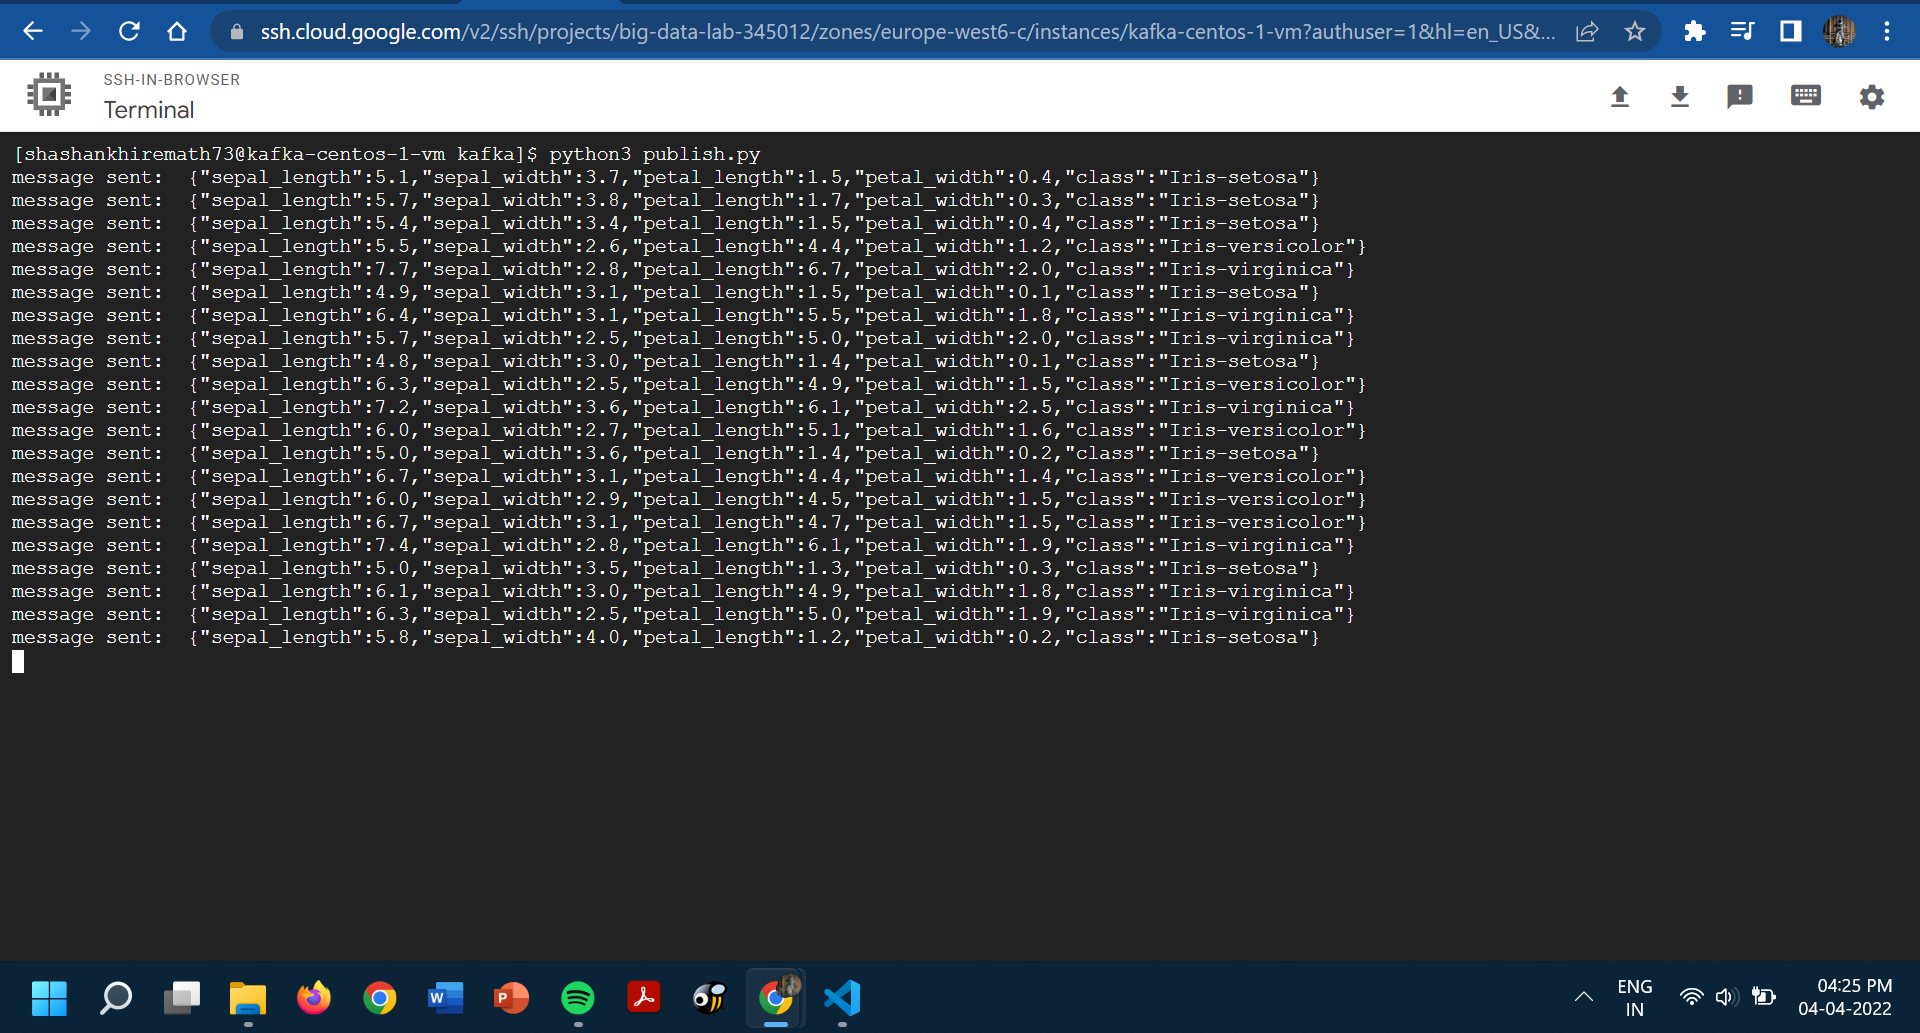 ssh.cloud.google.com/v2/ssh/projects/big-data-lab-345012/zones/europe-west6-c/instances/kafka-centos-1-vm?authuser=1&hl=en_US&...
SSH-IN-BROWSER
Terminal
[shashankhiremath73@kafka-centos-1-vm kafka]$ python3 publish.py
message sent:  {"sepal_length":5.1,"sepal_width":3.7,"petal_length":1.5,"petal_width":0.4,"class":"Iris-setosa"}
message sent:  {"sepal_length":5.7,"sepal_width":3.8,"petal_length":1.7,"petal_width":0.3,"class":"Iris-setosa"}
message sent:  {"sepal_length":5.4,"sepal_width":3.4,"petal_length":1.5,"petal_width":0.4,"class":"Iris-setosa"}
message sent:  {"sepal_length":5.5,"sepal_width":2.6,"petal_length":4.4,"petal_width":1.2,"class":"Iris-versicolor"}
message sent:  {"sepal_length":7.7,"sepal_width":2.8,"petal_length":6.7,"petal_width":2.0,"class":"Iris-virginica"}
message sent:  {"sepal_length":4.9,"sepal_width":3.1,"petal_length":1.5,"petal_width":0.1,"class":"Iris-setosa"}
message sent:  {"sepal_length":6.4,"sepal_width":3.1,"petal_length":5.5,"petal_width":1.8,"class":"Iris-virginica"}
message sent:  {"sepal_length":5.7,"sepal_width":2.5,"petal_length":5.0,"petal_width":2.0,"class":"Iris-virginica"}
message sent:  {"sepal_length":4.8,"sepal_width":3.0,"petal_length":1.4,"petal_width":0.1,"class":"Iris-setosa"}
message sent:  {"sepal_length":6.3,"sepal_width":2.5,"petal_length":4.9,"petal_width":1.5,"class":"Iris-versicolor"}
message sent:  {"sepal_length":7.2,"sepal_width":3.6,"petal_length":6.1,"petal_width":2.5,"class":"Iris-virginica"}
message sent:  {"sepal_length":6.0,"sepal_width":2.7,"petal_length":5.1,"petal_width":1.6,"class":"Iris-versicolor"}
message sent:  {"sepal_length":5.0,"sepal_width":3.6,"petal_length":1.4,"petal_width":0.2,"class":"Iris-setosa"}
message sent:  {"sepal_length":6.7,"sepal_width":3.1,"petal_length":4.4,"petal_width":1.4,"class":"Iris-versicolor"}
message sent:  {"sepal_length":6.0,"sepal_width":2.9,"petal_length":4.5,"petal_width":1.5,"class":"Iris-versicolor"}
message sent:  {"sepal_length":6.7,"sepal_width":3.1,"petal_length":4.7,"petal_width":1.5,"class":"Iris-versicolor"}
message sent:  {"sepal_length":7.4,"sepal_width":2.8,"petal_length":6.1,"petal_width":1.9,"class":"Iris-virginica"}
message sent:  {"sepal_length":5.0,"sepal_width":3.5,"petal_length":1.3,"petal_width":0.3,"class":"Iris-setosa"}
message sent:  {"sepal_length":6.1,"sepal_width":3.0,"petal_length":4.9,"petal_width":1.8,"class":"Iris-virginica"}
message sent:  {"sepal_length":6.3,"sepal_width":2.5,"petal_length":5.0,"petal_width":1.9,"class":"Iris-virginica"}
message sent:  {"sepal_length":5.8,"sepal_width":4.0,"petal_length":1.2,"petal_width":0.2,"class":"Iris-setosa"}
W
P
ENG
IN
04:25 PM
04-04-2022